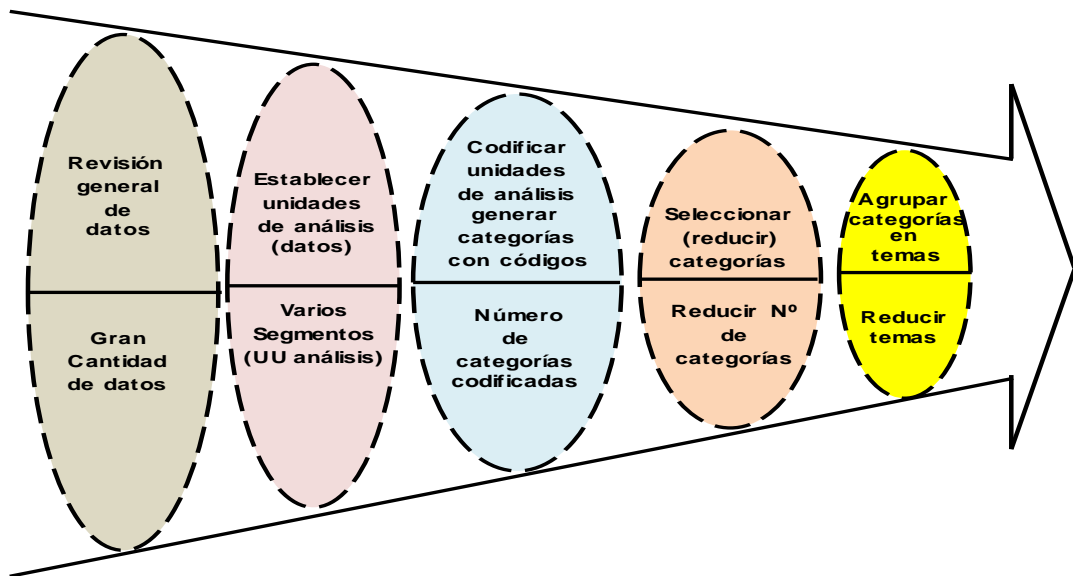 Revisión
general
de
datos
Gran
Cantidad
de datos
Establecer
unidades
de análisis
(datos)
Varios
Segmentos
(UU análisis)
Codificar
unidades
de análisis
generar
categorías
con códigos
Número
de
categorías
codificadas
Seleccionar
(reducir)
categorías
Reducir Nº
de
categorías
Agrupar
categorías
en
temas
Reducir
temas